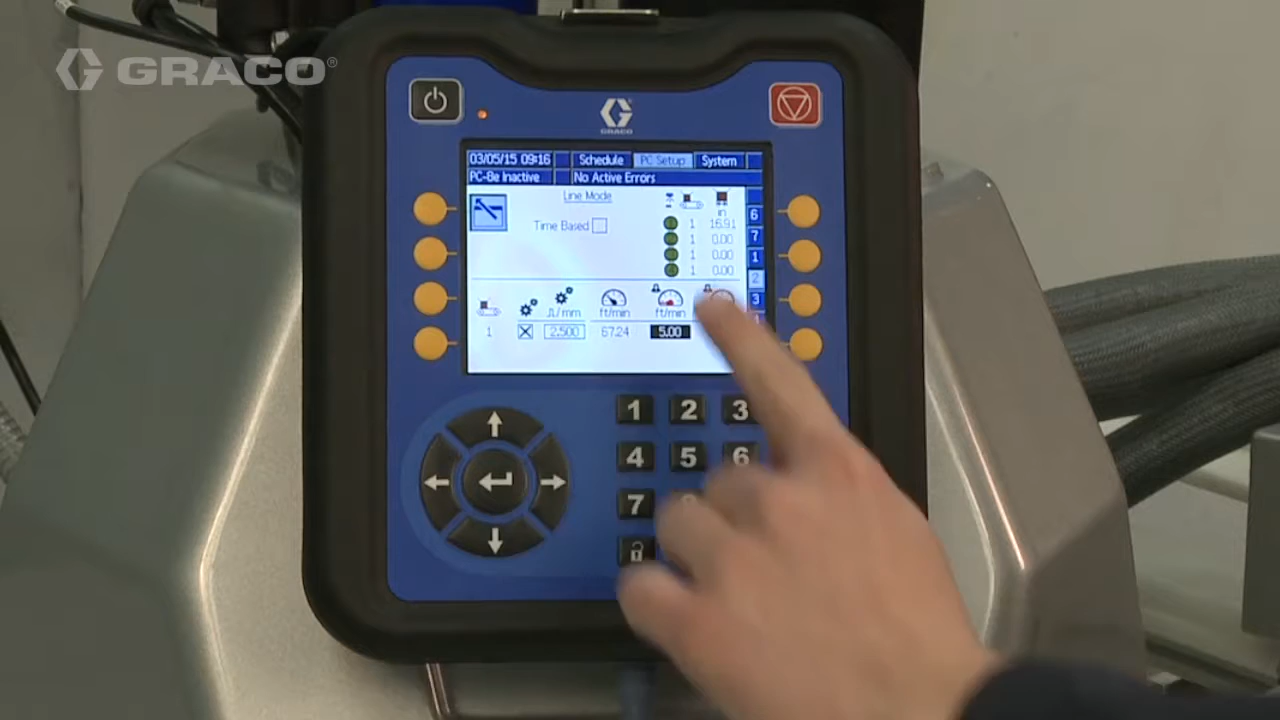 GRACO®
GRACO
03/05/15 09:16 Schedule PC Setup System
PC-8e Inactive No Active Errors
Line Mode
Time Based
in
1 16.91
1 0.00
1 0.00
1 0.00
6
7
1
2
3
/mm ft/min ft/min
1 2.500 67.24 5.00
1 2 3
4 5 6
7